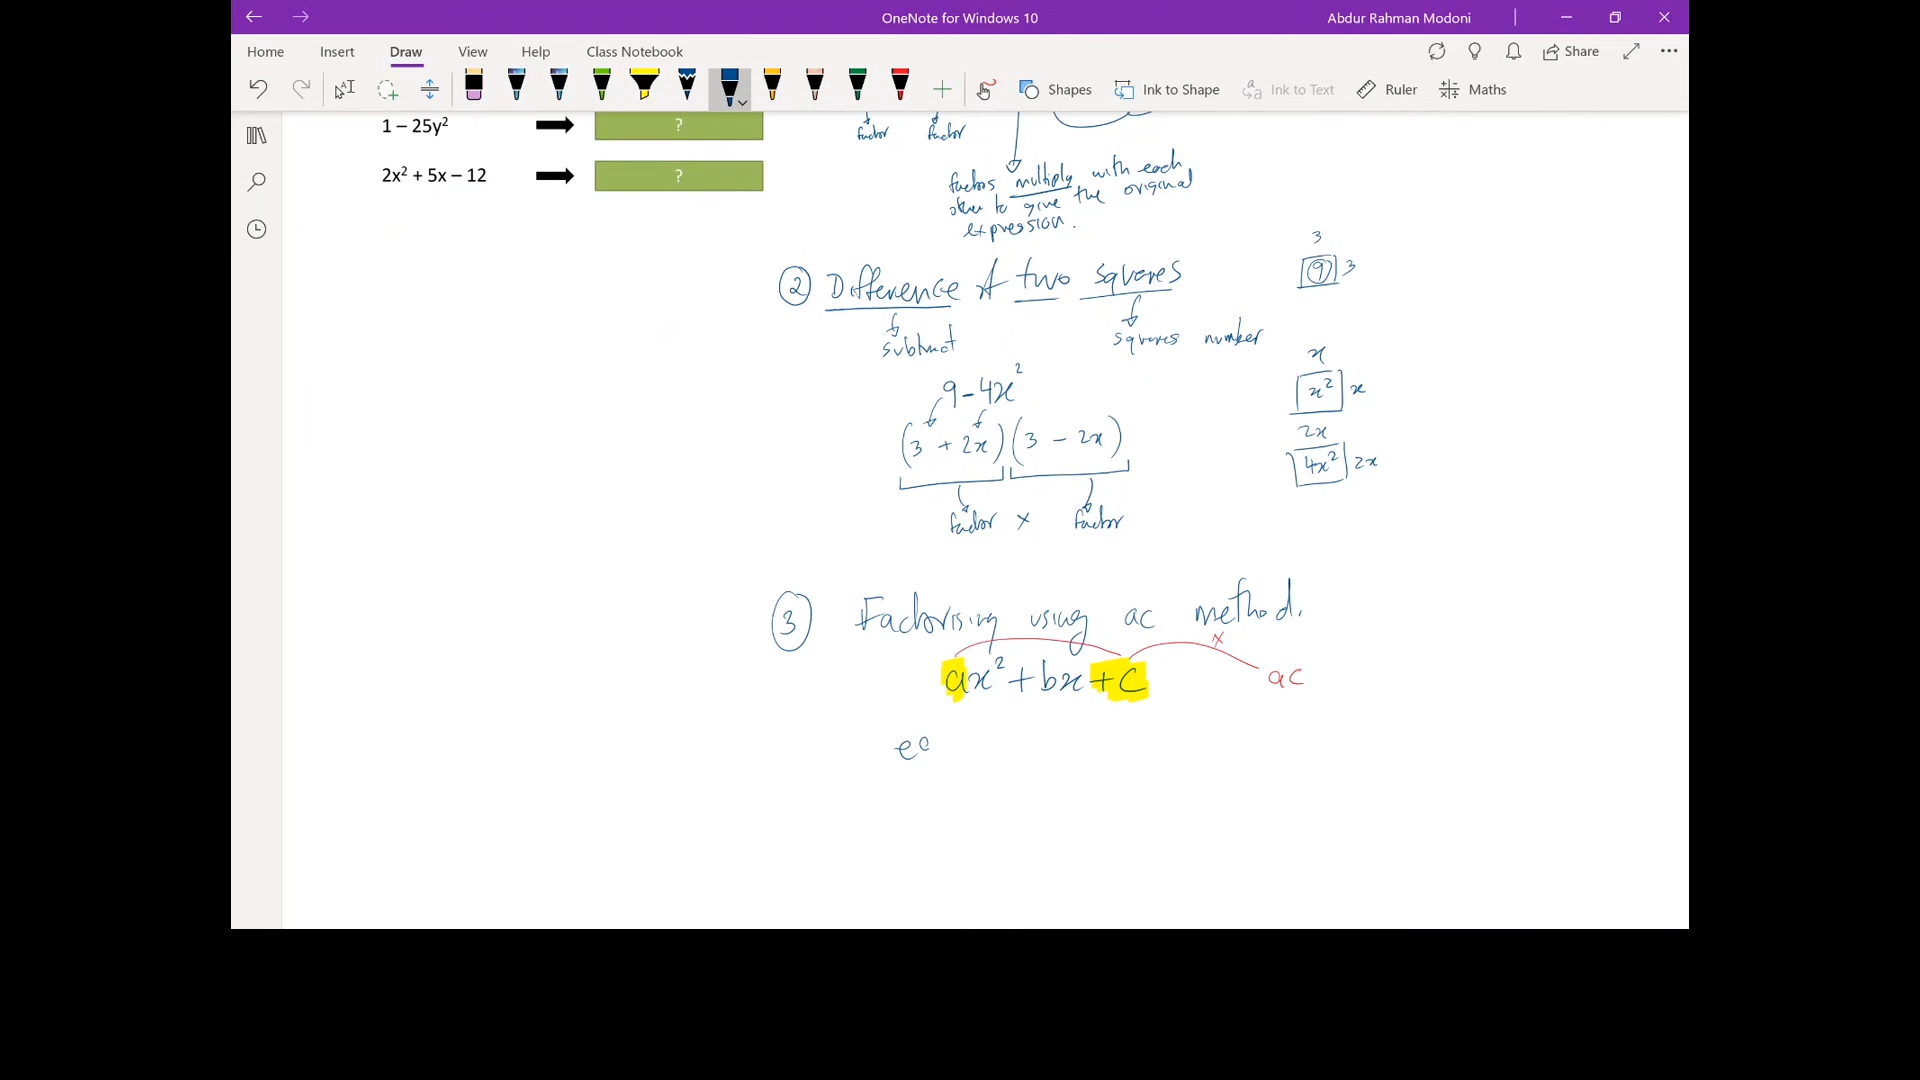 OneNote for Windows 10
Abdur Rahman Modoni
Home Insert Draw View Help Class Notebook
Share
Shapes Ink to Shape Ink to Text Ruler Maths
1 – 25y² ?
2x² + 5x – 12 ?
factor factor
factors multiply with each
other to give the original
expression.
3
9 3
② Difference of two squares
subtract squares number
x
x² x
9 - 4x²
(3 + 2x)(3 - 2x)
2x
4x² 2x
factor x factor
③ Factorising using ac method.
x
ax² + bx + c ac